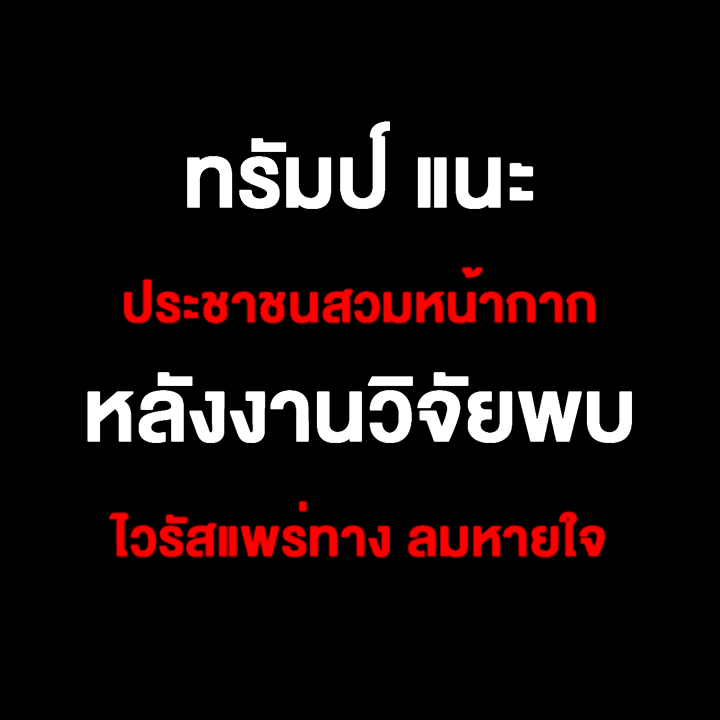 ทรัมป์ แนะ
ประชาชนสวมหน้ากาก
หลังงานวิจัยพบ
ไวรัสแพร่ทาง ลมหายใจ